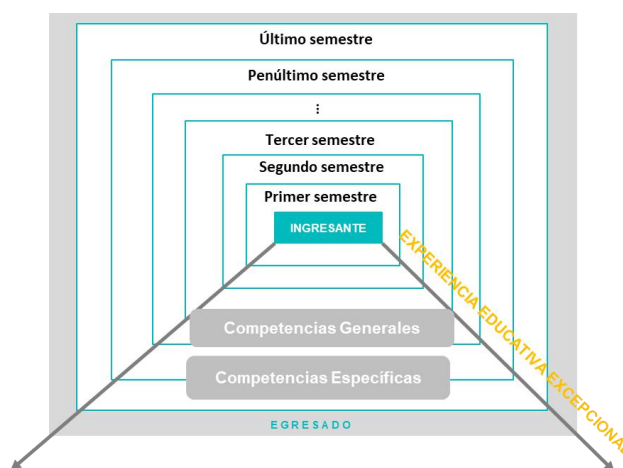 Último semestre
Penúltimo semestre
⋮
Tercer semestre
Segundo semestre
Primer semestre
INGRESANTE
EXPERIENCIA EDUCATIVA EXCEPCIONAL
Competencias Generales
Competencias Específicas
EGRESADO